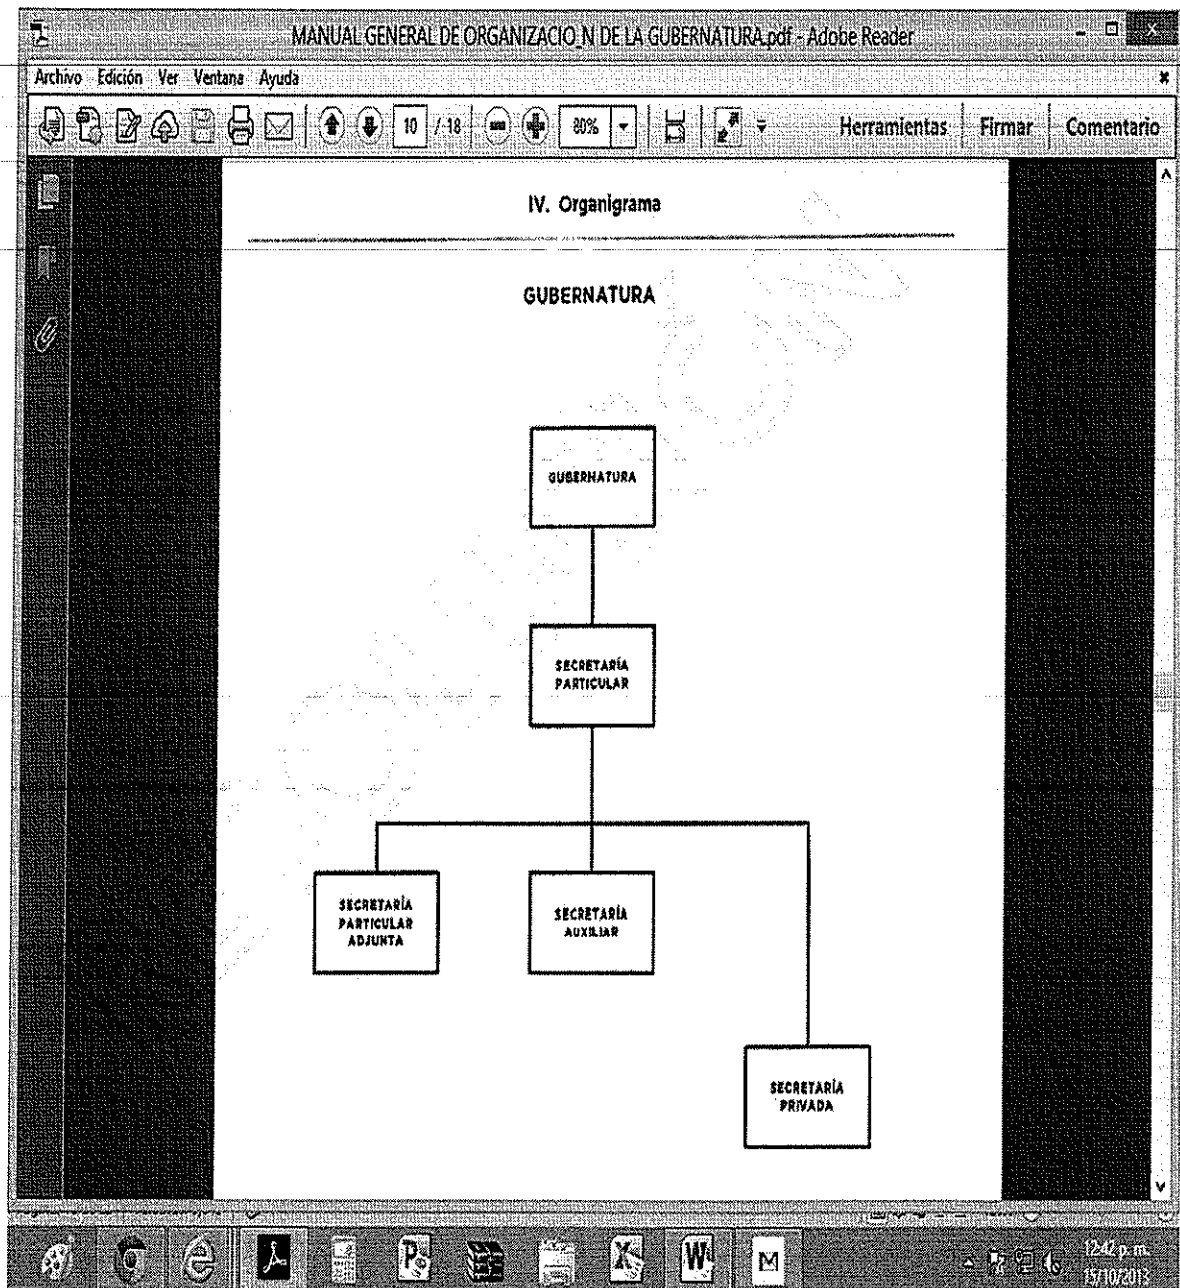 MANUAL GENERAL DE ORGANIZACIO_N DE LA GUBERNATURA.pdf - Adobe Reader
Archivo Edición Ver Ventana Ayuda
10 / 18 80% Herramientas Firmar Comentario
IV. Organigrama
GUBERNATURA
GUBERNATURA
SECRETARÍA
PARTICULAR
SECRETARÍA
PARTICULAR
ADJUNTA
SECRETARÍA
AUXILIAR
SECRETARÍA
PRIVADA
12:42 p.m.
15/10/2013